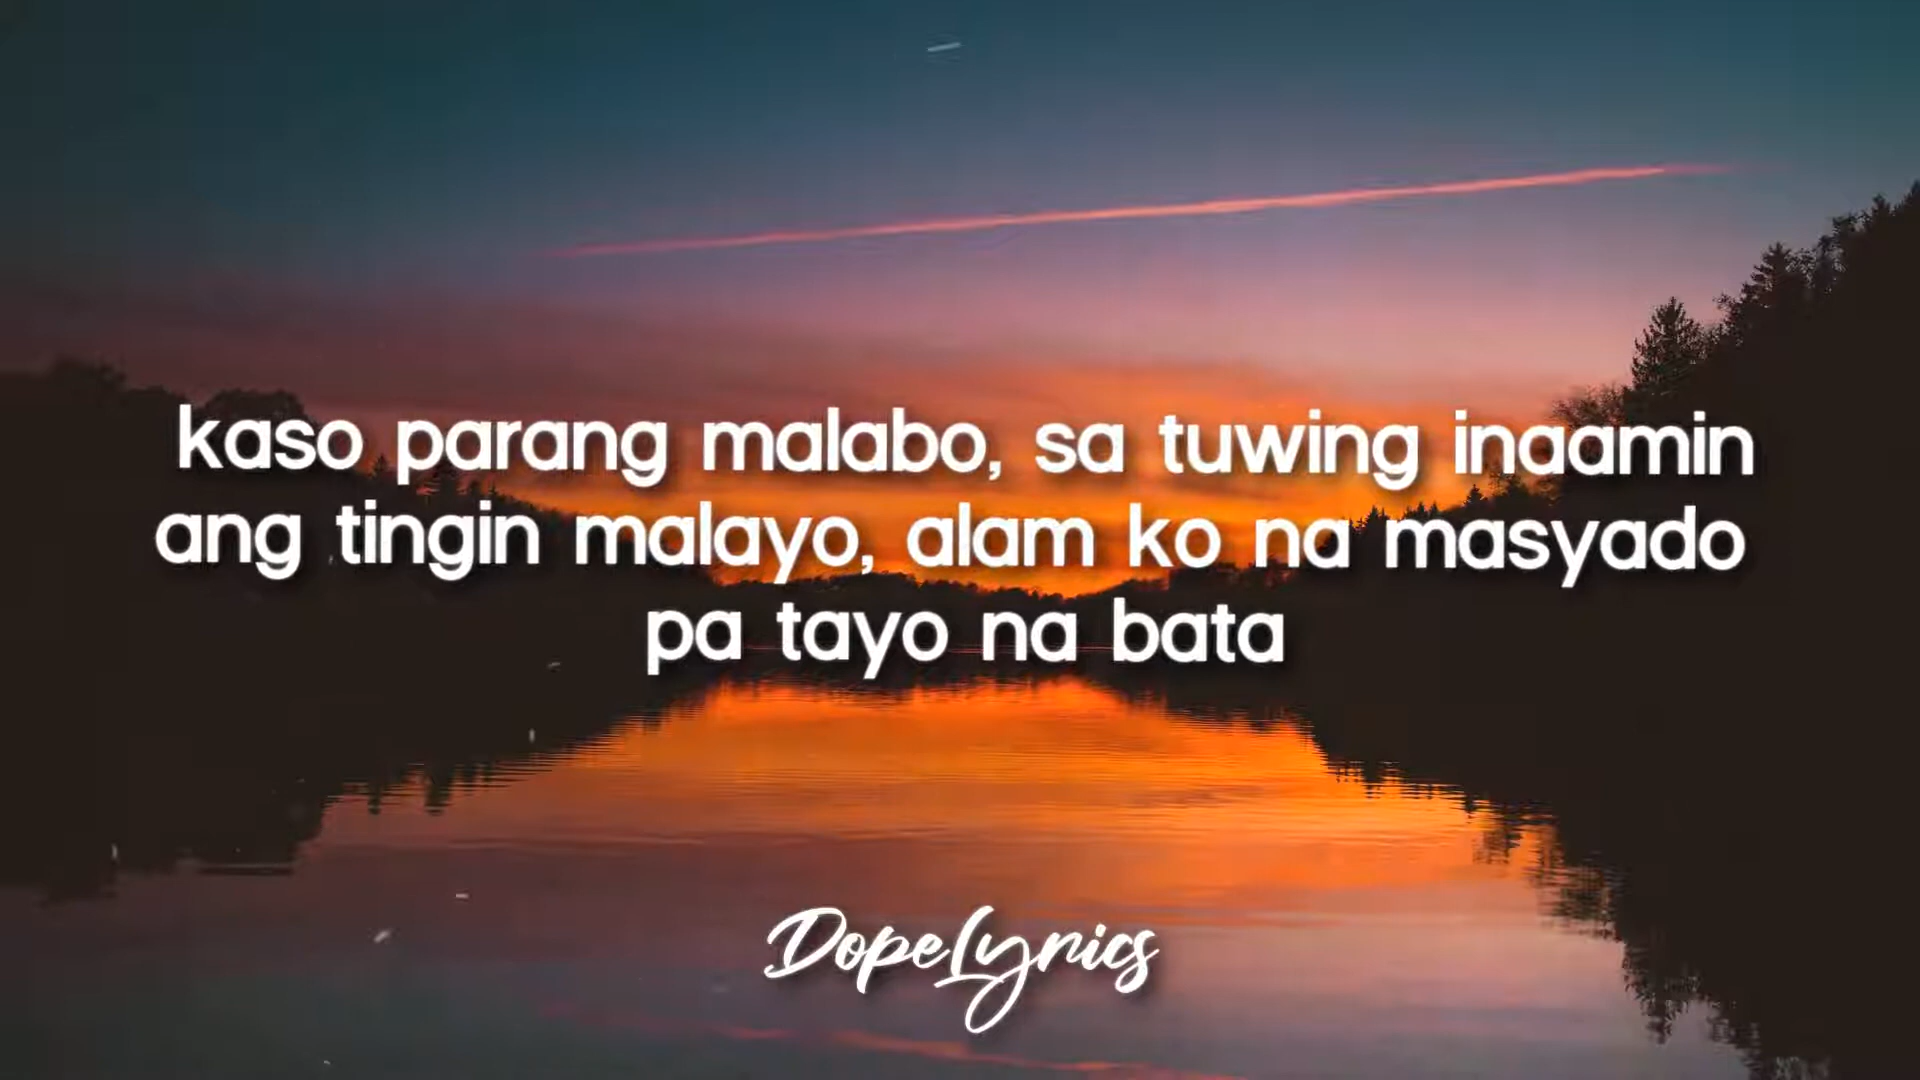 kaso parang malabo, sa tuwing inaamin
ang tingin malayo, alam ko na masyado
pa tayo na bata
DopeLyrics